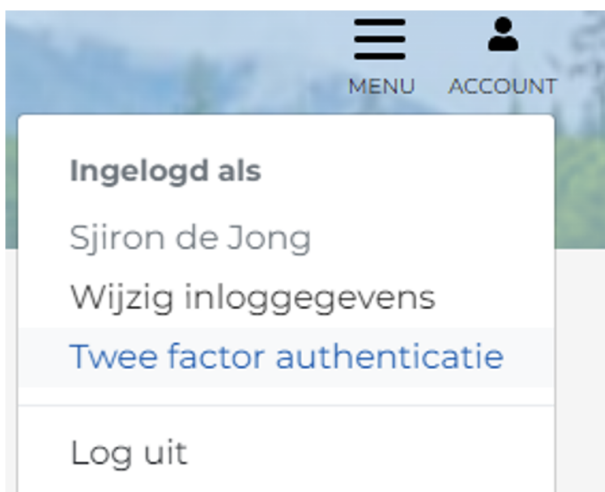 MENU ACCOUNT
Ingelogd als
Sjiron de Jong
Wijzig inloggegevens
Twee factor authenticatie
Log uit